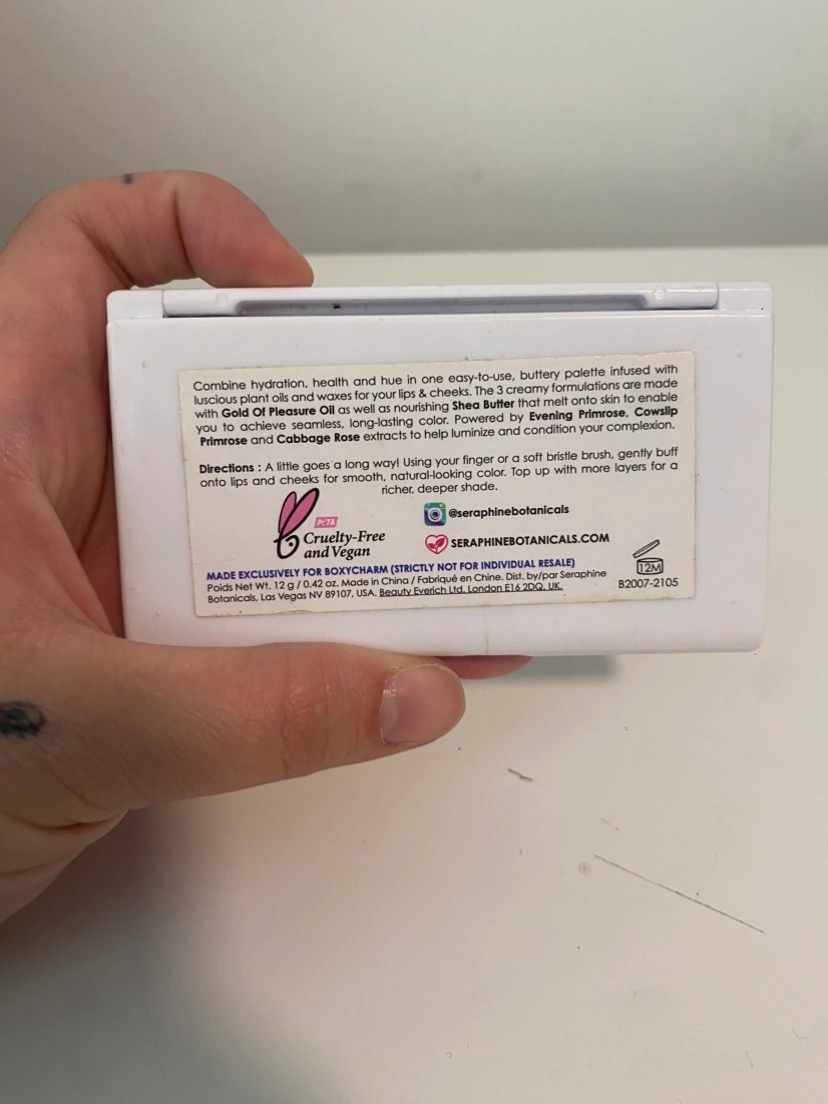 Combine hydration, health and hue in one easy-to-use, buttery palette infused with
luscious plant oils and waxes for your lips & cheeks. The 3 creamy formulations are made
with Gold Of Pleasure Oil as well as nourishing Shea Butter that melt onto skin to enable
you to achieve seamless, long-lasting color. Powered by Evening Primrose, Cowslip
Primrose and Cabbage Rose extracts to help luminize and condition your complexion.
Directions : A little goes a long way! Using your finger or a soft bristle brush, gently buff
onto lips and cheeks for smooth, natural-looking color. Top up with more layers for a
richer, deeper shade.
PETA
Cruelty-Free
and Vegan
@seraphinebotanicals
SERAPHINEBOTANICALS.COM
MADE EXCLUSIVELY FOR BOXYCHARM (STRICTLY NOT FOR INDIVIDUAL RESALE)
Poids Net Wt. 12 g / 0.42 oz. Made in China / Fabriqué en Chine. Dist. by/par Seraphine
Botanicals, Las Vegas NV 89107, USA. Beauty Everich Ltd, London E16 2DQ, UK.
12M
B2007-2105